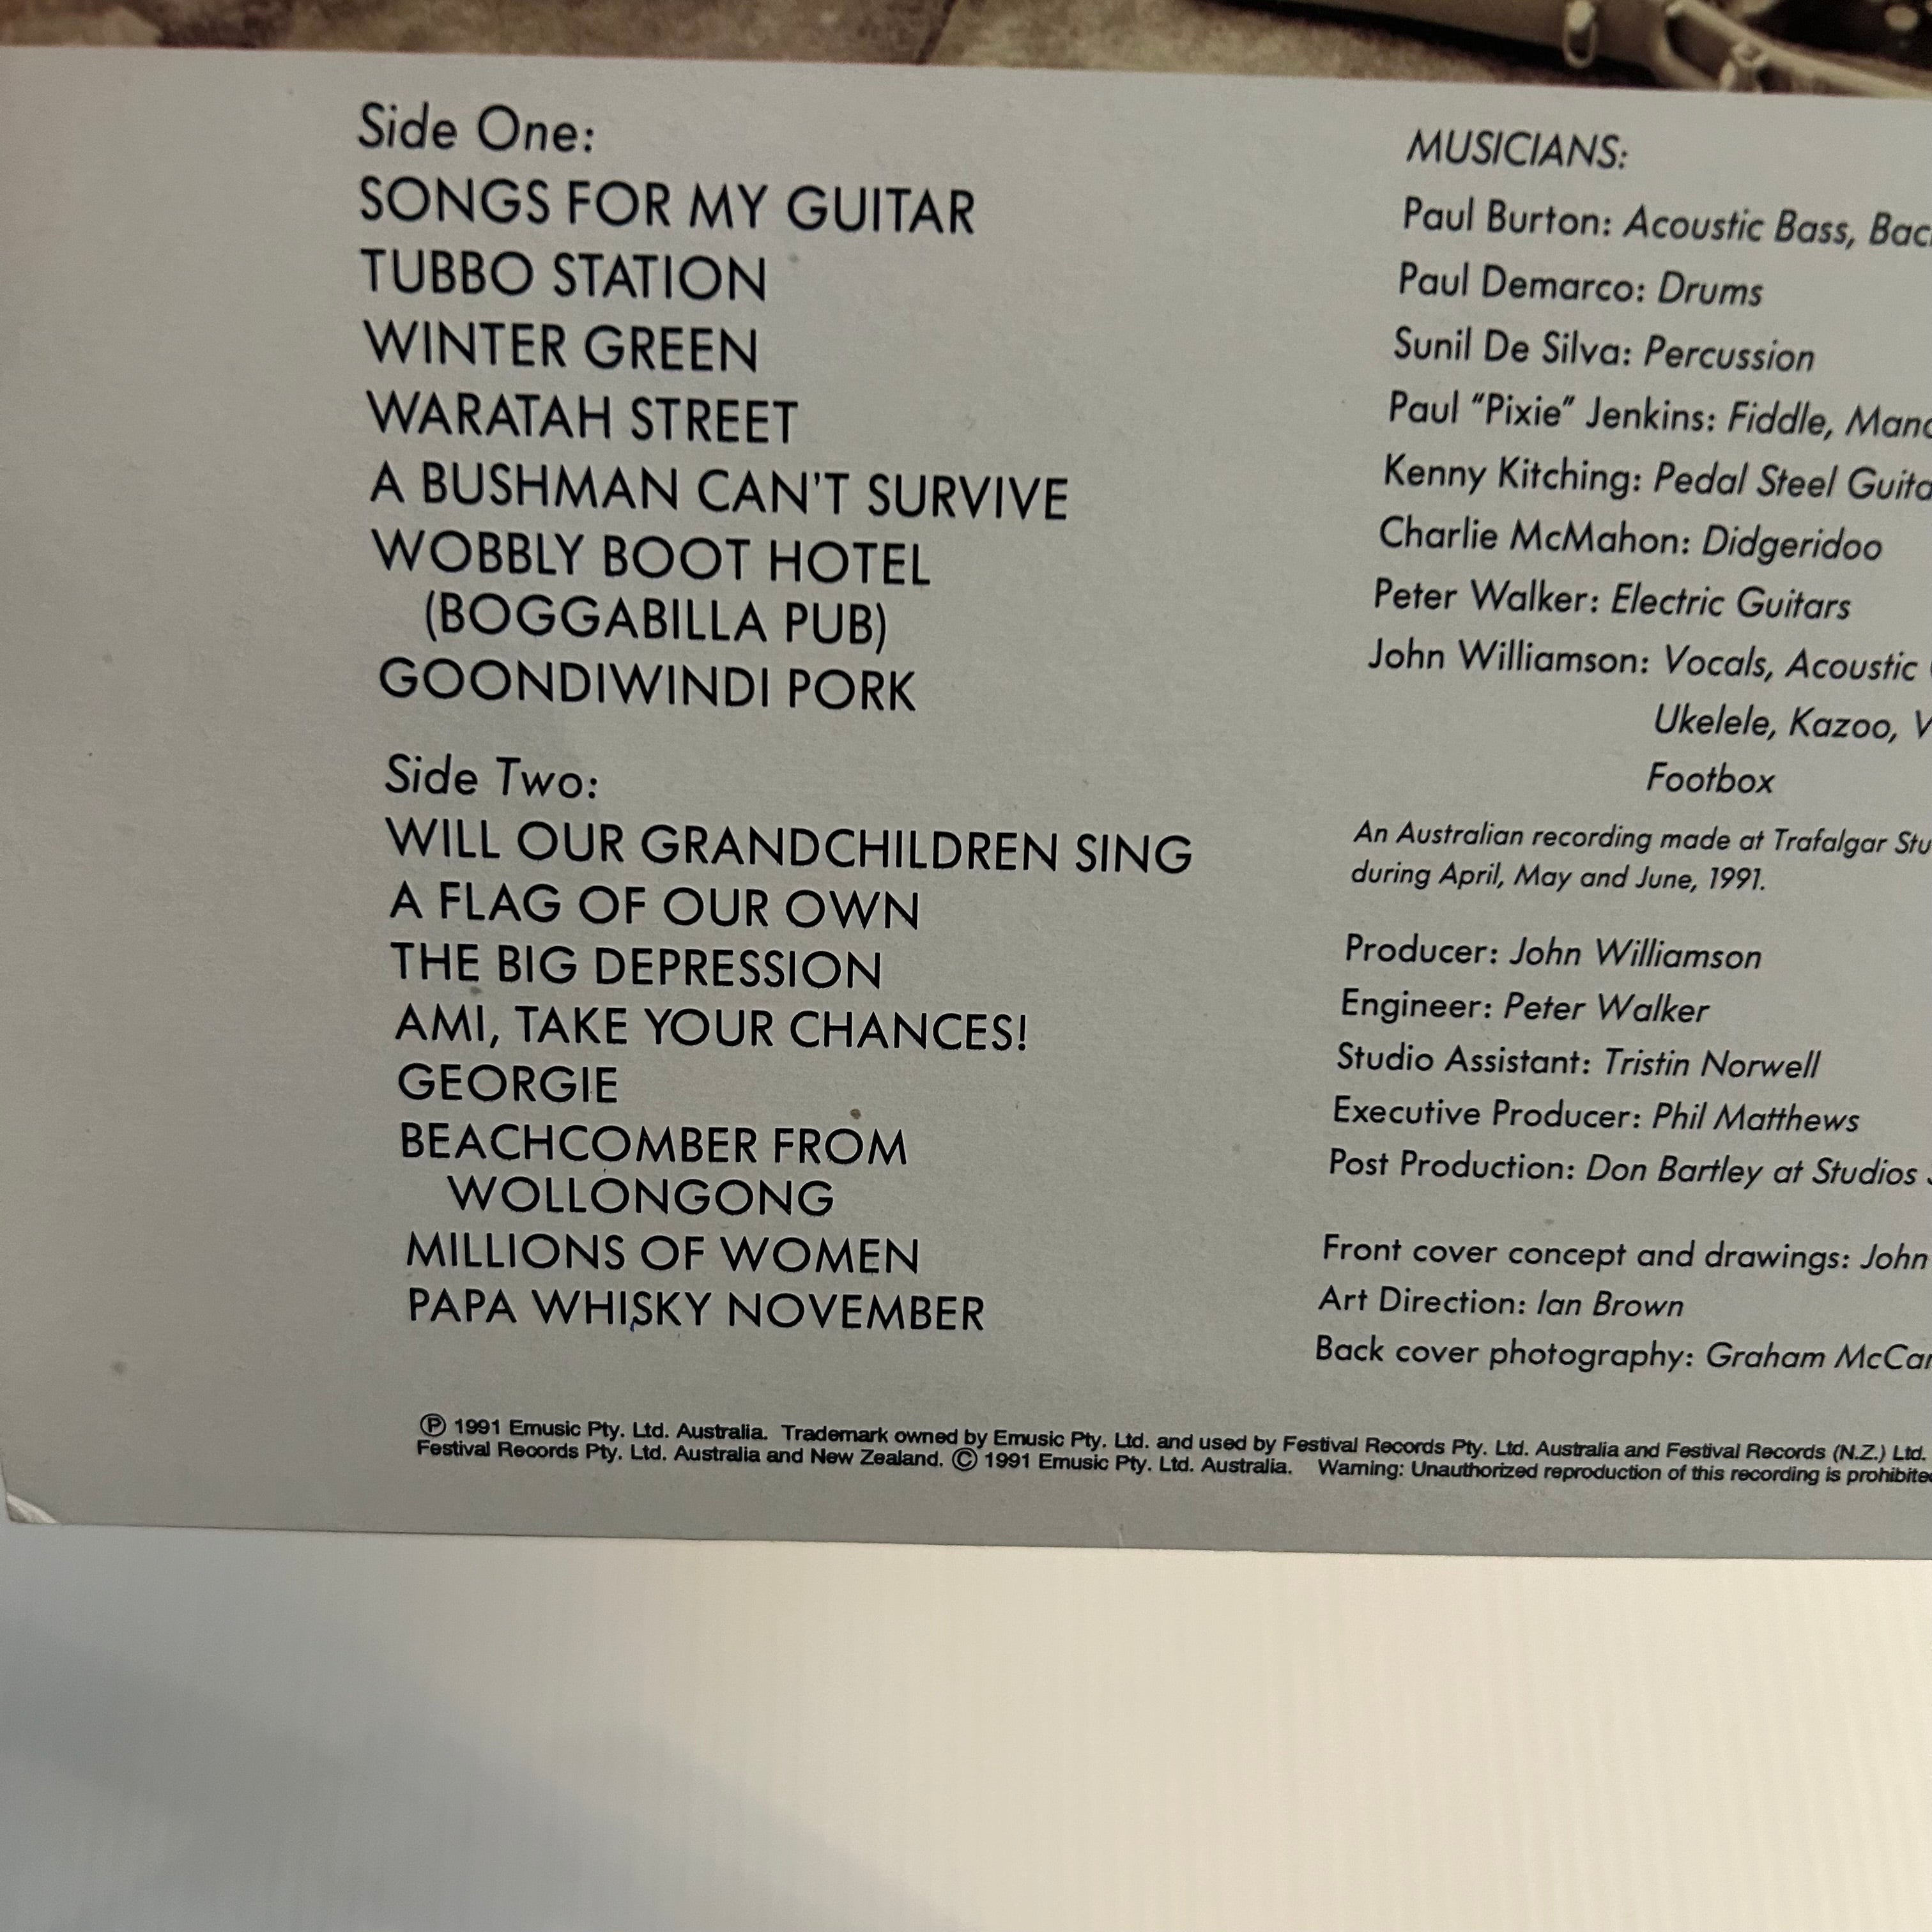 Side One:
SONGS FOR MY GUITAR
TUBBO STATION
WINTER GREEN
WARATAH STREET
A BUSHMAN CAN'T SURVIVE
WOBBLY BOOT HOTEL
(BOGGABILLA PUB)
GOONDIWINDI PORK
Side Two:
WILL OUR GRANDCHILDREN SING
A FLAG OF OUR OWN
THE BIG DEPRESSION
AMI, TAKE YOUR CHANCES!
GEORGIE
BEACHCOMBER FROM
WOLLONGONG
MILLIONS OF WOMEN
PAPA WHISKY NOVEMBER
MUSICIANS:
Paul Burton: Acoustic Bass,
Paul Demarco: Drums
Sunil De Silva: Percussion
Paul "Pixie" Jenkins: Fiddle,
Kenny Kitching: Pedal Steel
Charlie McMahon: Didgeridoo
Peter Walker: Electric Guitars
John Williamson: Vocals, Acoustic
Ukelele, Kazoo,
Footbox
An Australian recording made at Trafalgar
during April, May and June, 1991.
Producer: John Williamson
Engineer: Peter Walker
Studio Assistant: Tristin Norwell
Executive Producer: Phil Matthews
Post Production: Don Bartley at Studios
Front cover concept and drawings: John
Art Direction: Ian Brown
Back cover photography: Graham
Ⓟ 1991 Emusic Pty. Ltd. Australia. Trademark owned by Emusic Pty. Ltd. and used by Festival Records Pty. Ltd. Australia and Festival Records (N.Z.) Ltd.
Festival Records Pty. Ltd. Australia and New Zealand. © 1991 Emusic Pty. Ltd. Australia. Warning: Unauthorized reproduction of this recording is